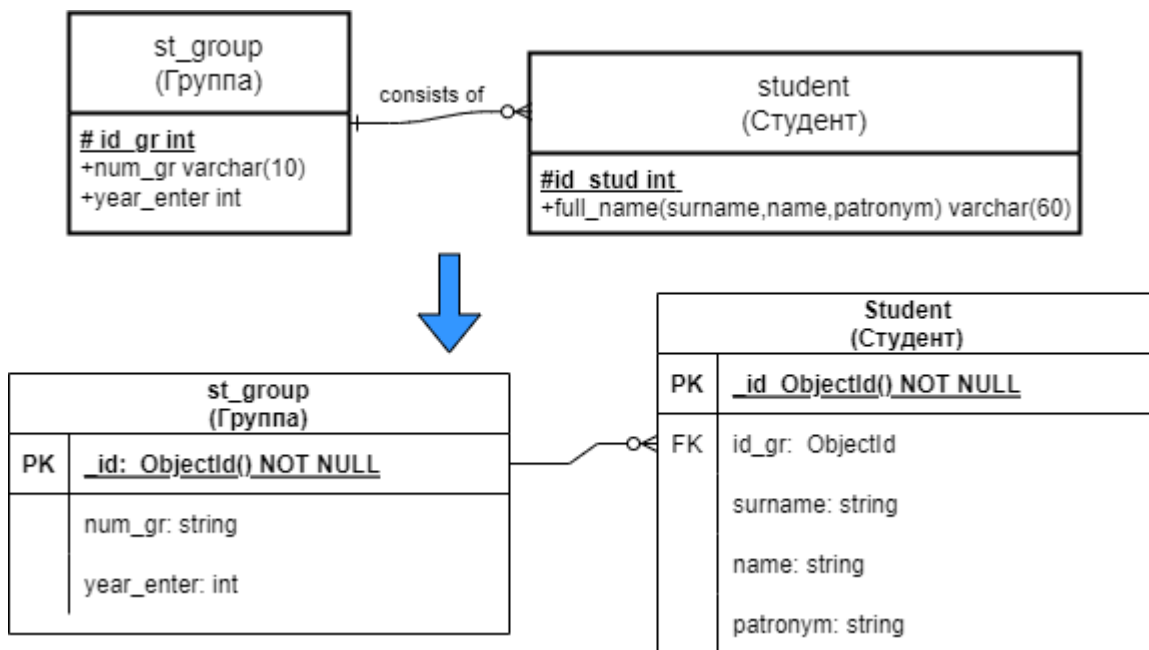 st_group
(Группа)
# id_gr int
+num_gr varchar(10)
+year_enter int
consists of
student
(Студент)
#id_stud int
+full_name(surname,name,patronym) varchar(60)
st_group
(Группа)
PK _id: ObjectId() NOT NULL
num_gr: string
year_enter: int
Student
(Студент)
PK _id ObjectId() NOT NULL
FK id_gr: ObjectId
surname: string
name: string
patronym: string